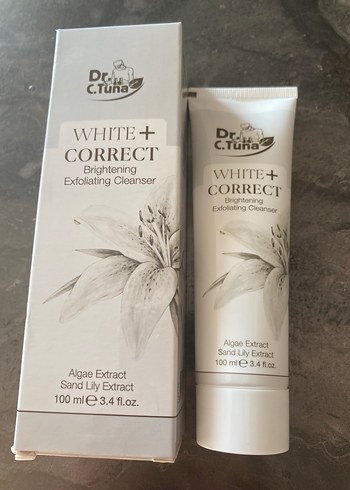 Dr.
C.Tuna
WHITE+
CORRECT
Brightening
Exfoliating Cleanser
Algae Extract
Sand Lily Extract
100 ml ℮ 3.4 fl.oz.
Dr.
C.Tuna
WHITE+
CORRECT
Brightening
Exfoliating Cleanser
Algae Extract
Sand Lily Extract
100 ml ℮ 3.4 fl.oz.